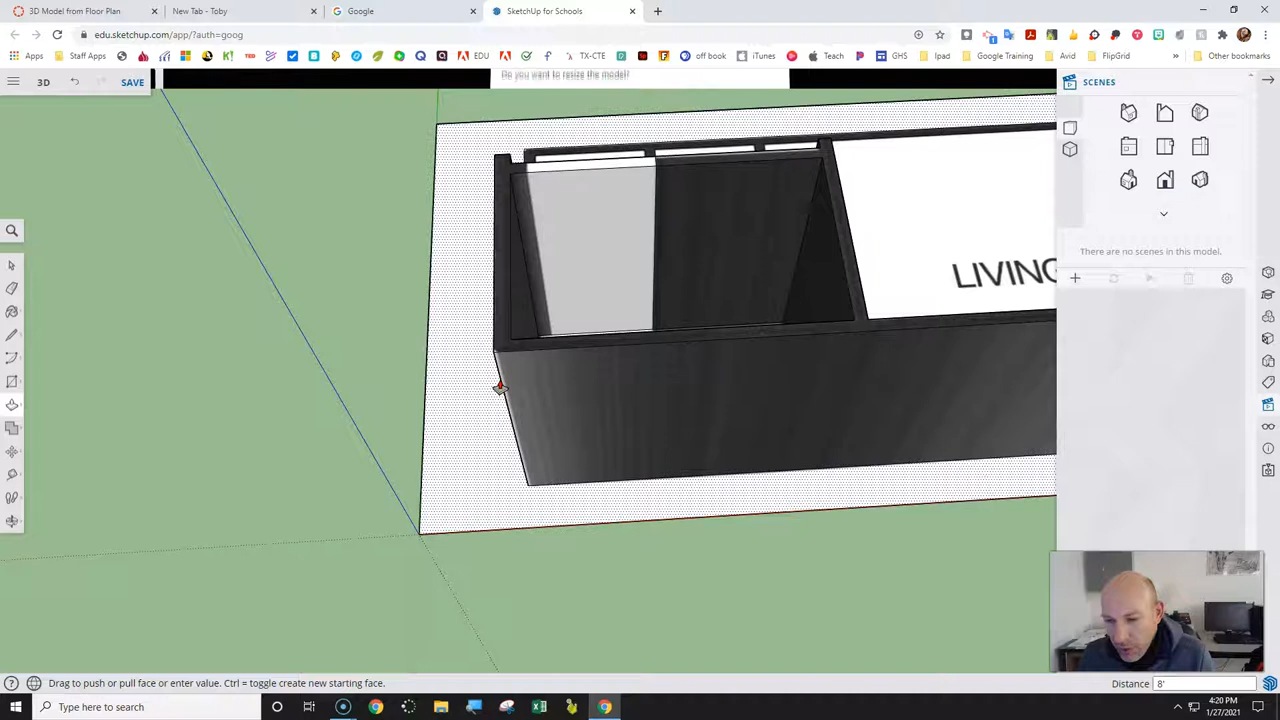 3D Model from Floor Plan
New Tab - Toby
Google
SketchUp for Schools
edu.sketchup.com/app/?auth=goog
Apps
Staff Apps
EDU
TX-CTE
off book
iTunes
Teach
GHS
Ipad
Google Training
Avid
FlipGrid
Other bookmarks
3D
SAVE
Do you want to resize the model?
SCENES
There are no scenes in this model.
LIVING
Drag to push or pull face or enter value. Ctrl = toggle create new starting face.
Distance
8'
Type here to search
4:20 PM
1/27/2021